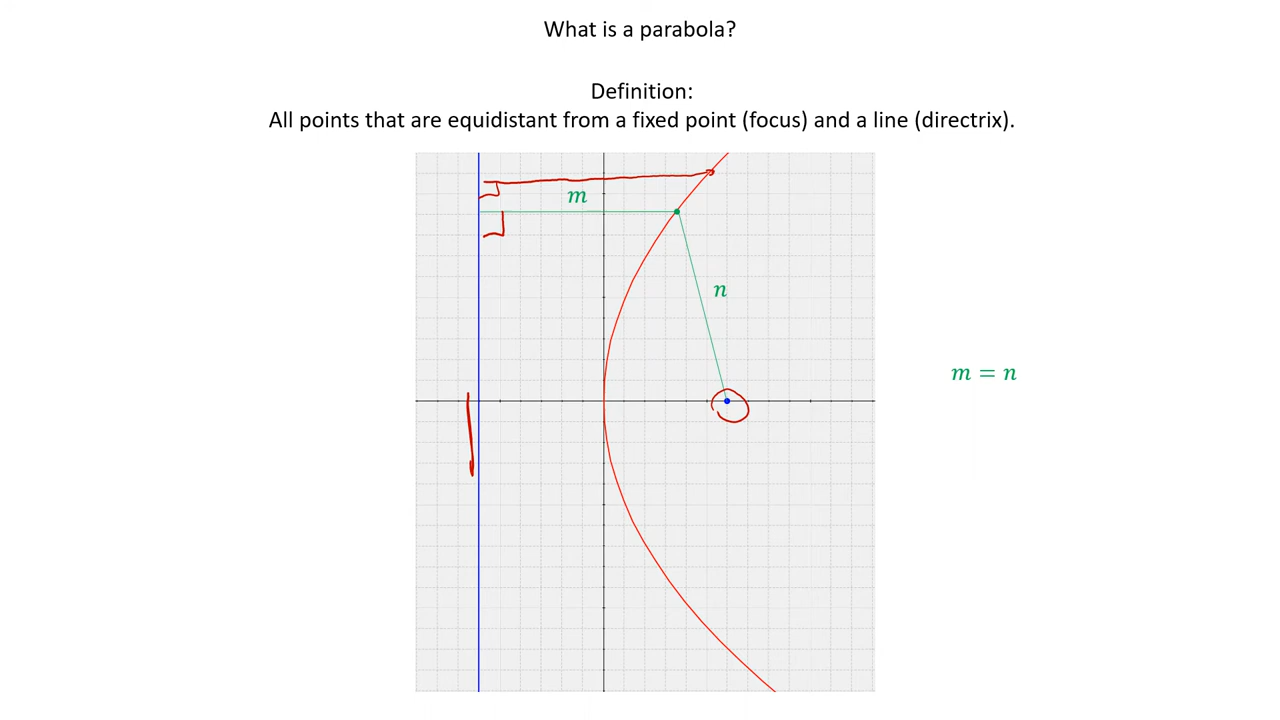 What is a parabola?
Definition:
All points that are equidistant from a fixed point (focus) and a line (directrix).
m
n
m = n